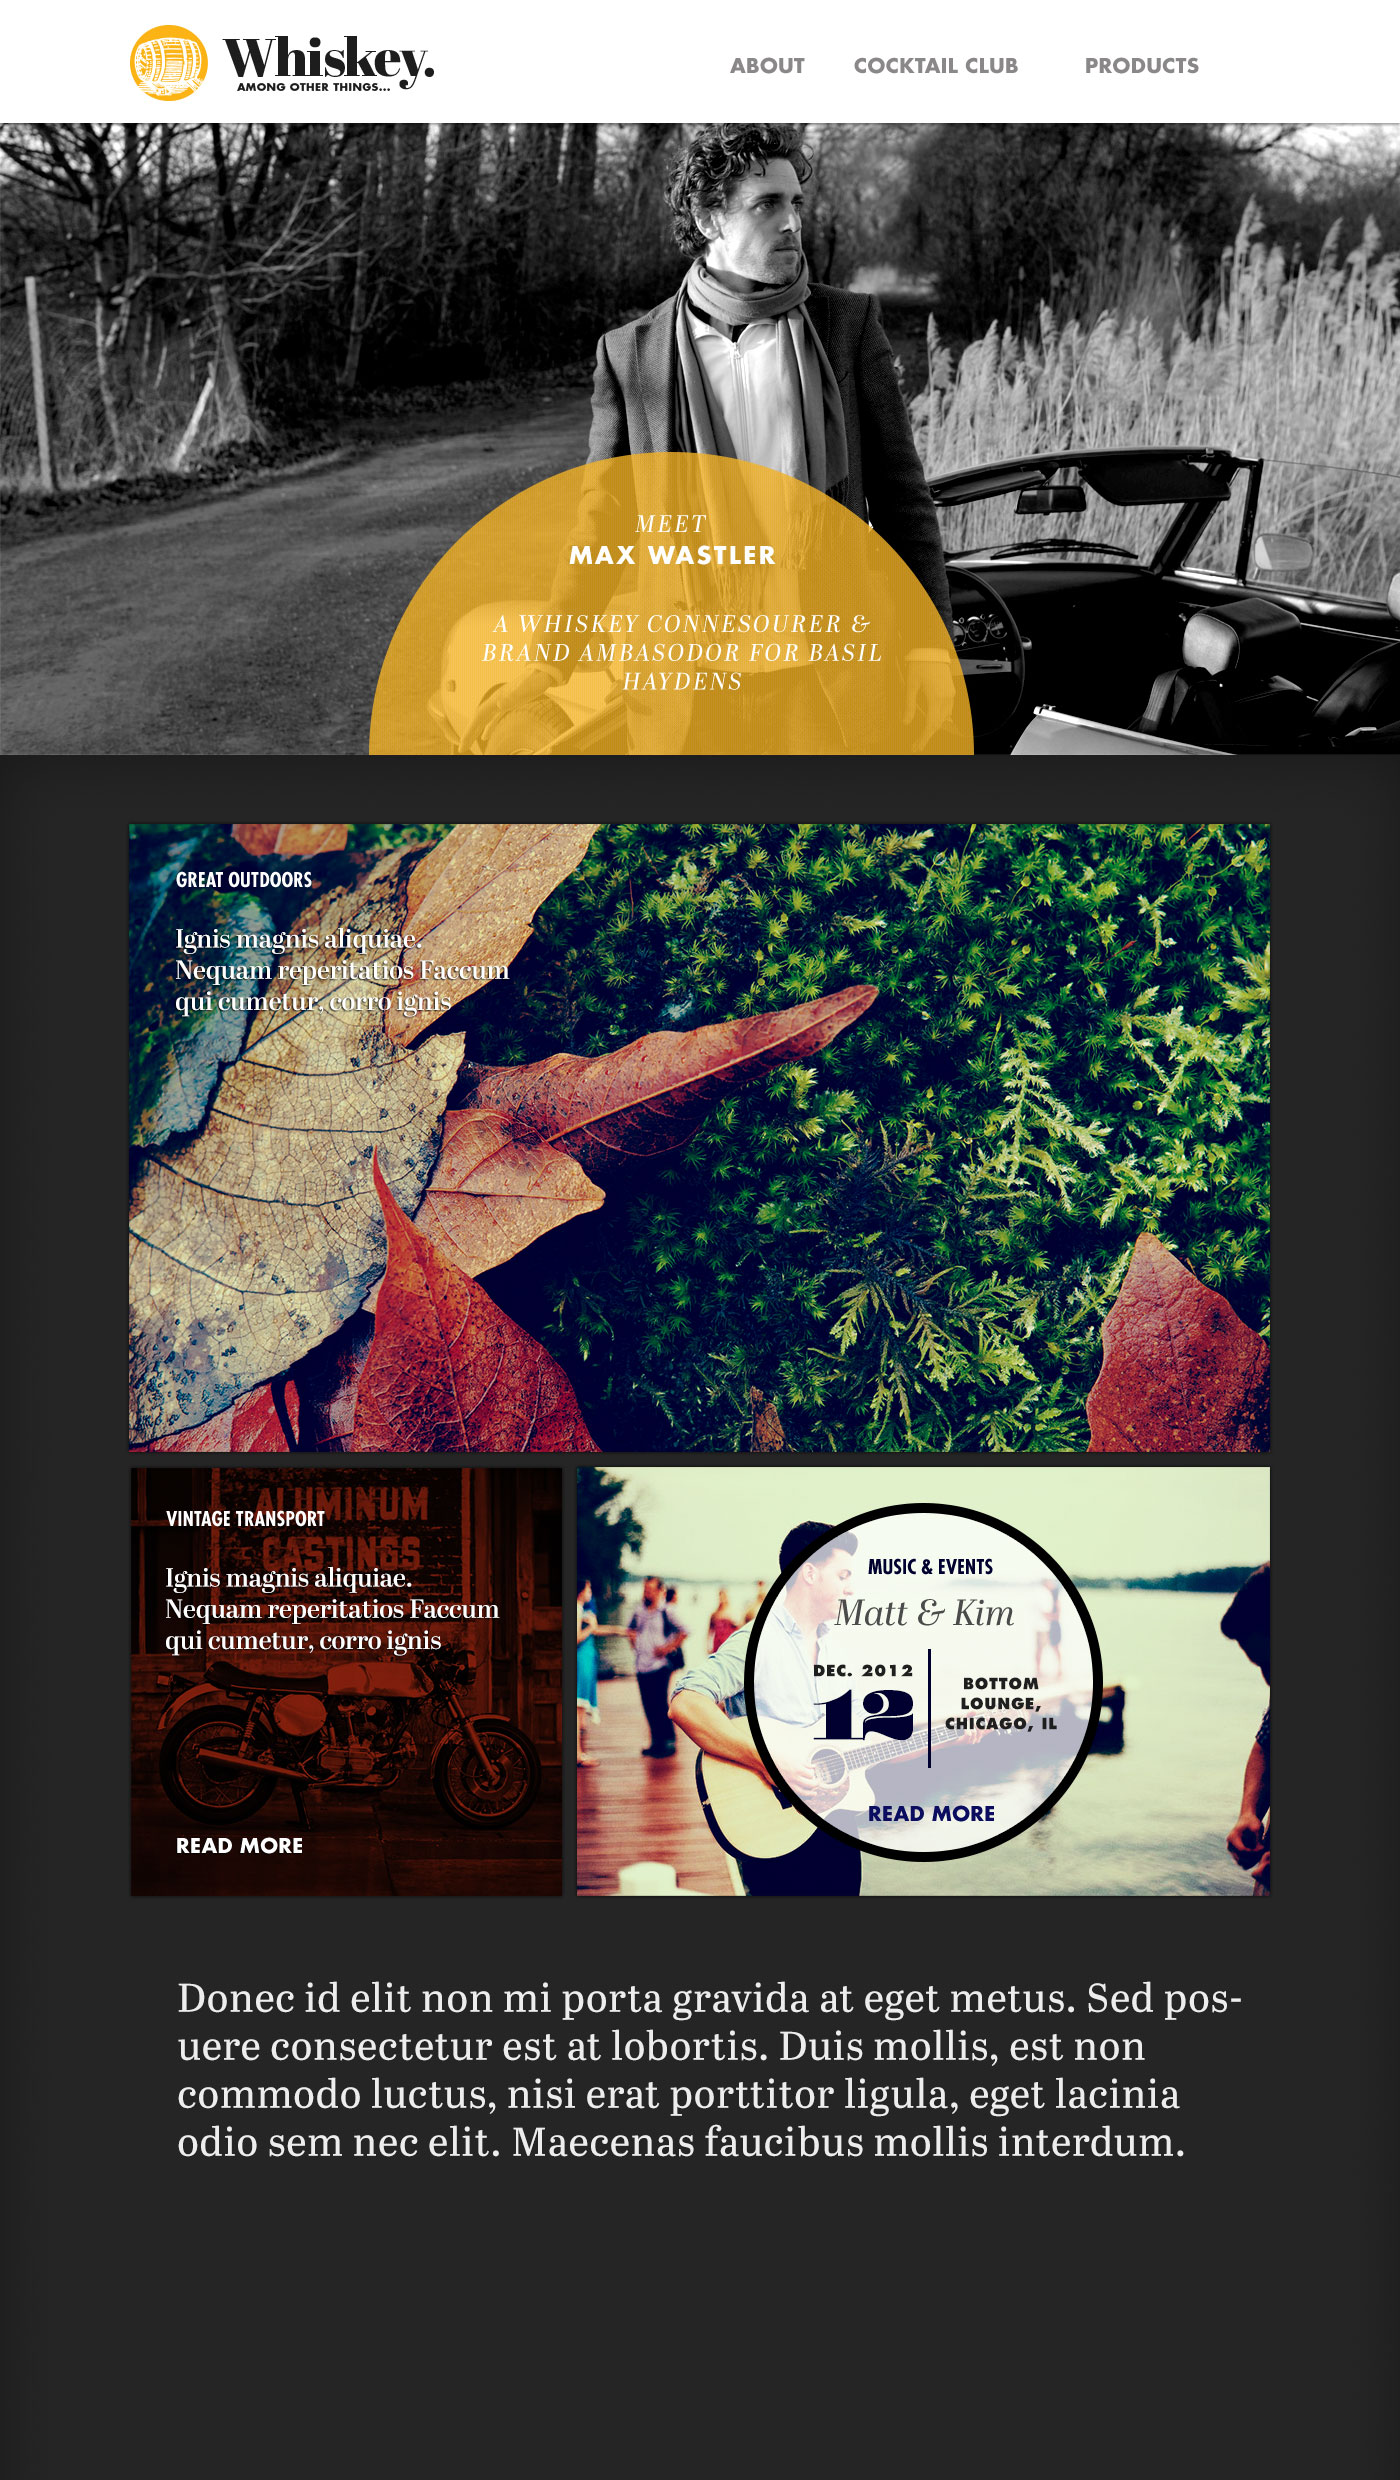 Whiskey.
AMONG OTHER THINGS...
ABOUT COCKTAIL CLUB PRODUCTS
MEET
MAX WASTLER
A WHISKEY CONNESOURER &
BRAND AMBASODOR FOR BASIL
HAYDENS
GREAT OUTDOORS
Ignis magnis aliquiae.
Nequam reperitatios Faccum
qui cumetur, corro ignis
ALUMINUM
CASTINGS
VINTAGE TRANSPORT
Ignis magnis aliquiae.
Nequam reperitatios Faccum
qui cumetur, corro ignis
READ MORE
MUSIC & EVENTS
Matt & Kim
DEC. 2012
12
BOTTOM
LOUNGE,
CHICAGO, IL
READ MORE
Donec id elit non mi porta gravida at eget metus. Sed pos-
uere consectetur est at lobortis. Duis mollis, est non
commodo luctus, nisi erat porttitor ligula, eget lacinia
odio sem nec elit. Maecenas faucibus mollis interdum.